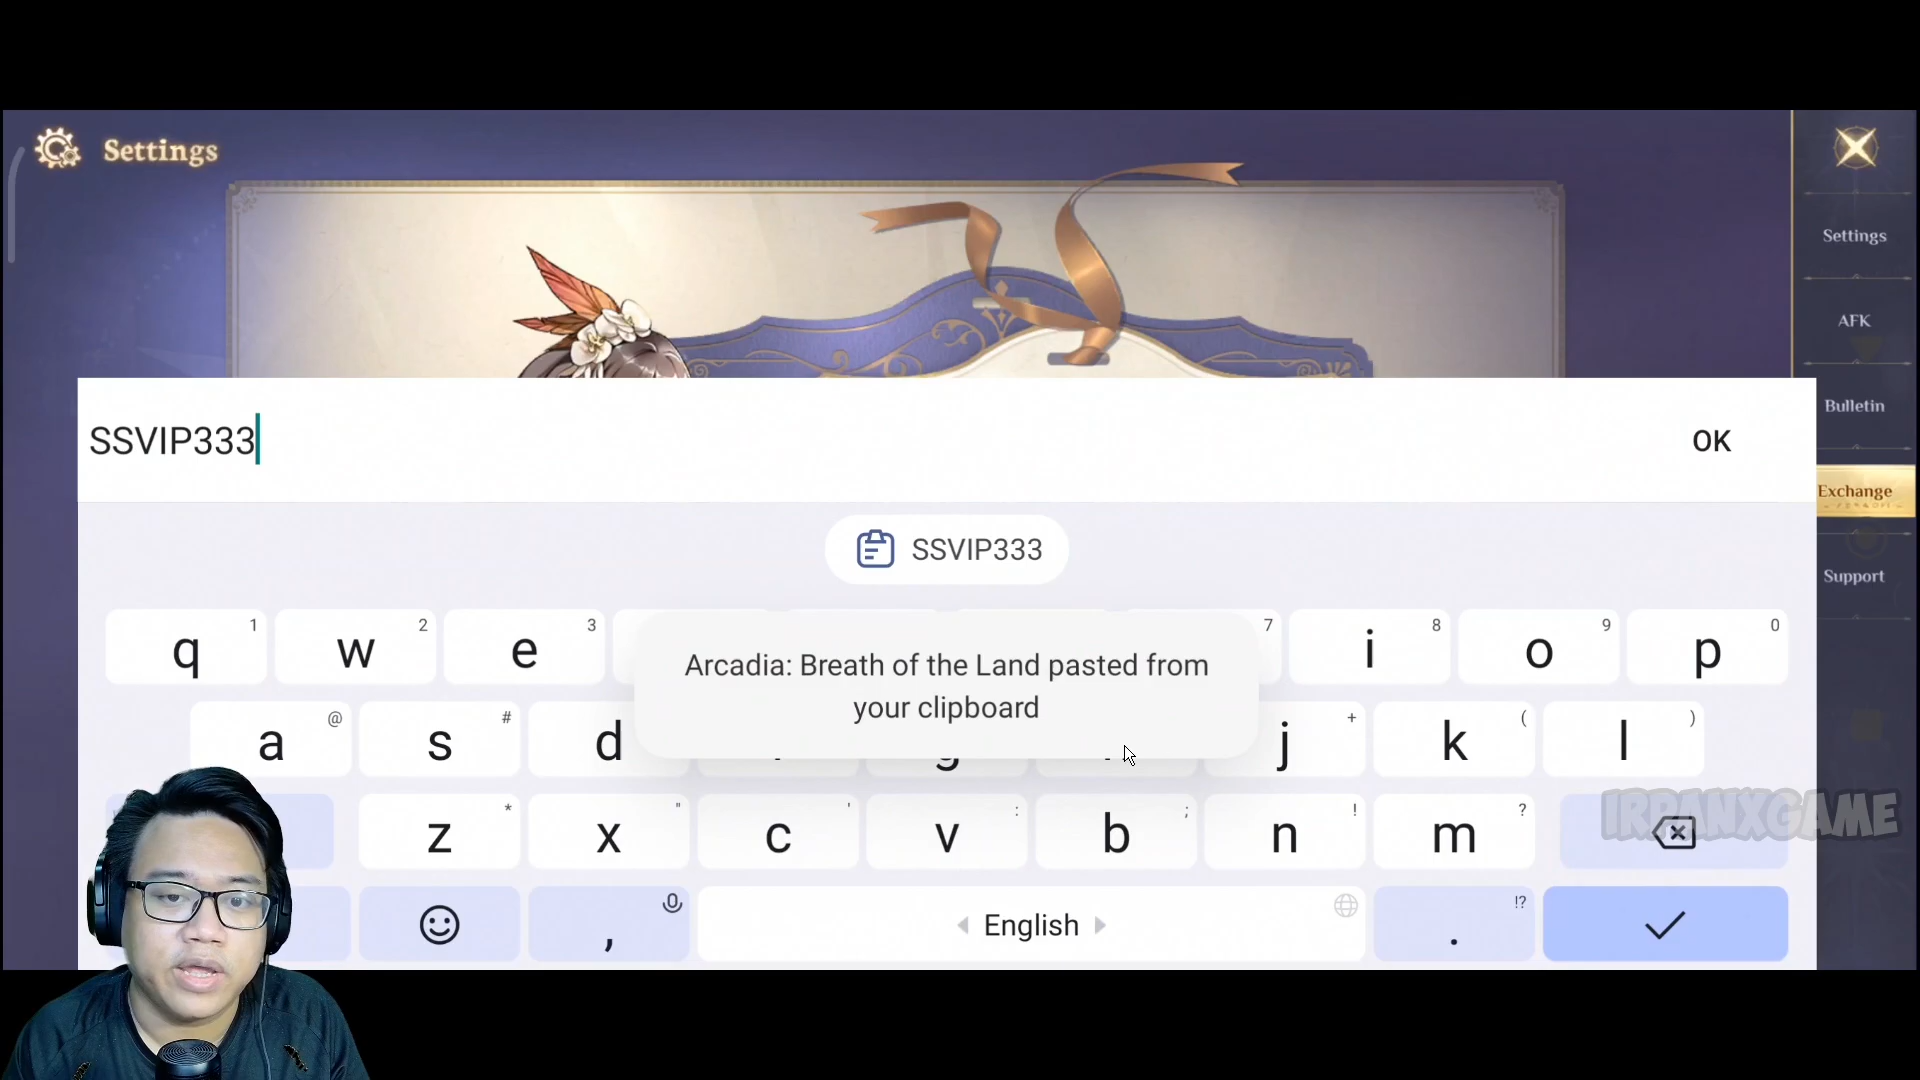 Settings
Settings
AFK
Bulletin
SSVIP333
OK
Exchange
SSVIP333
Support
1 2 3 7 8 9 0
q w e i o p
Arcadia: Breath of the Land pasted from
your clipboard
@ # + ( )
a s d j k l
* " ' : ; ! ?
z x c v b n m
IRPANXGAME
!?
, English .